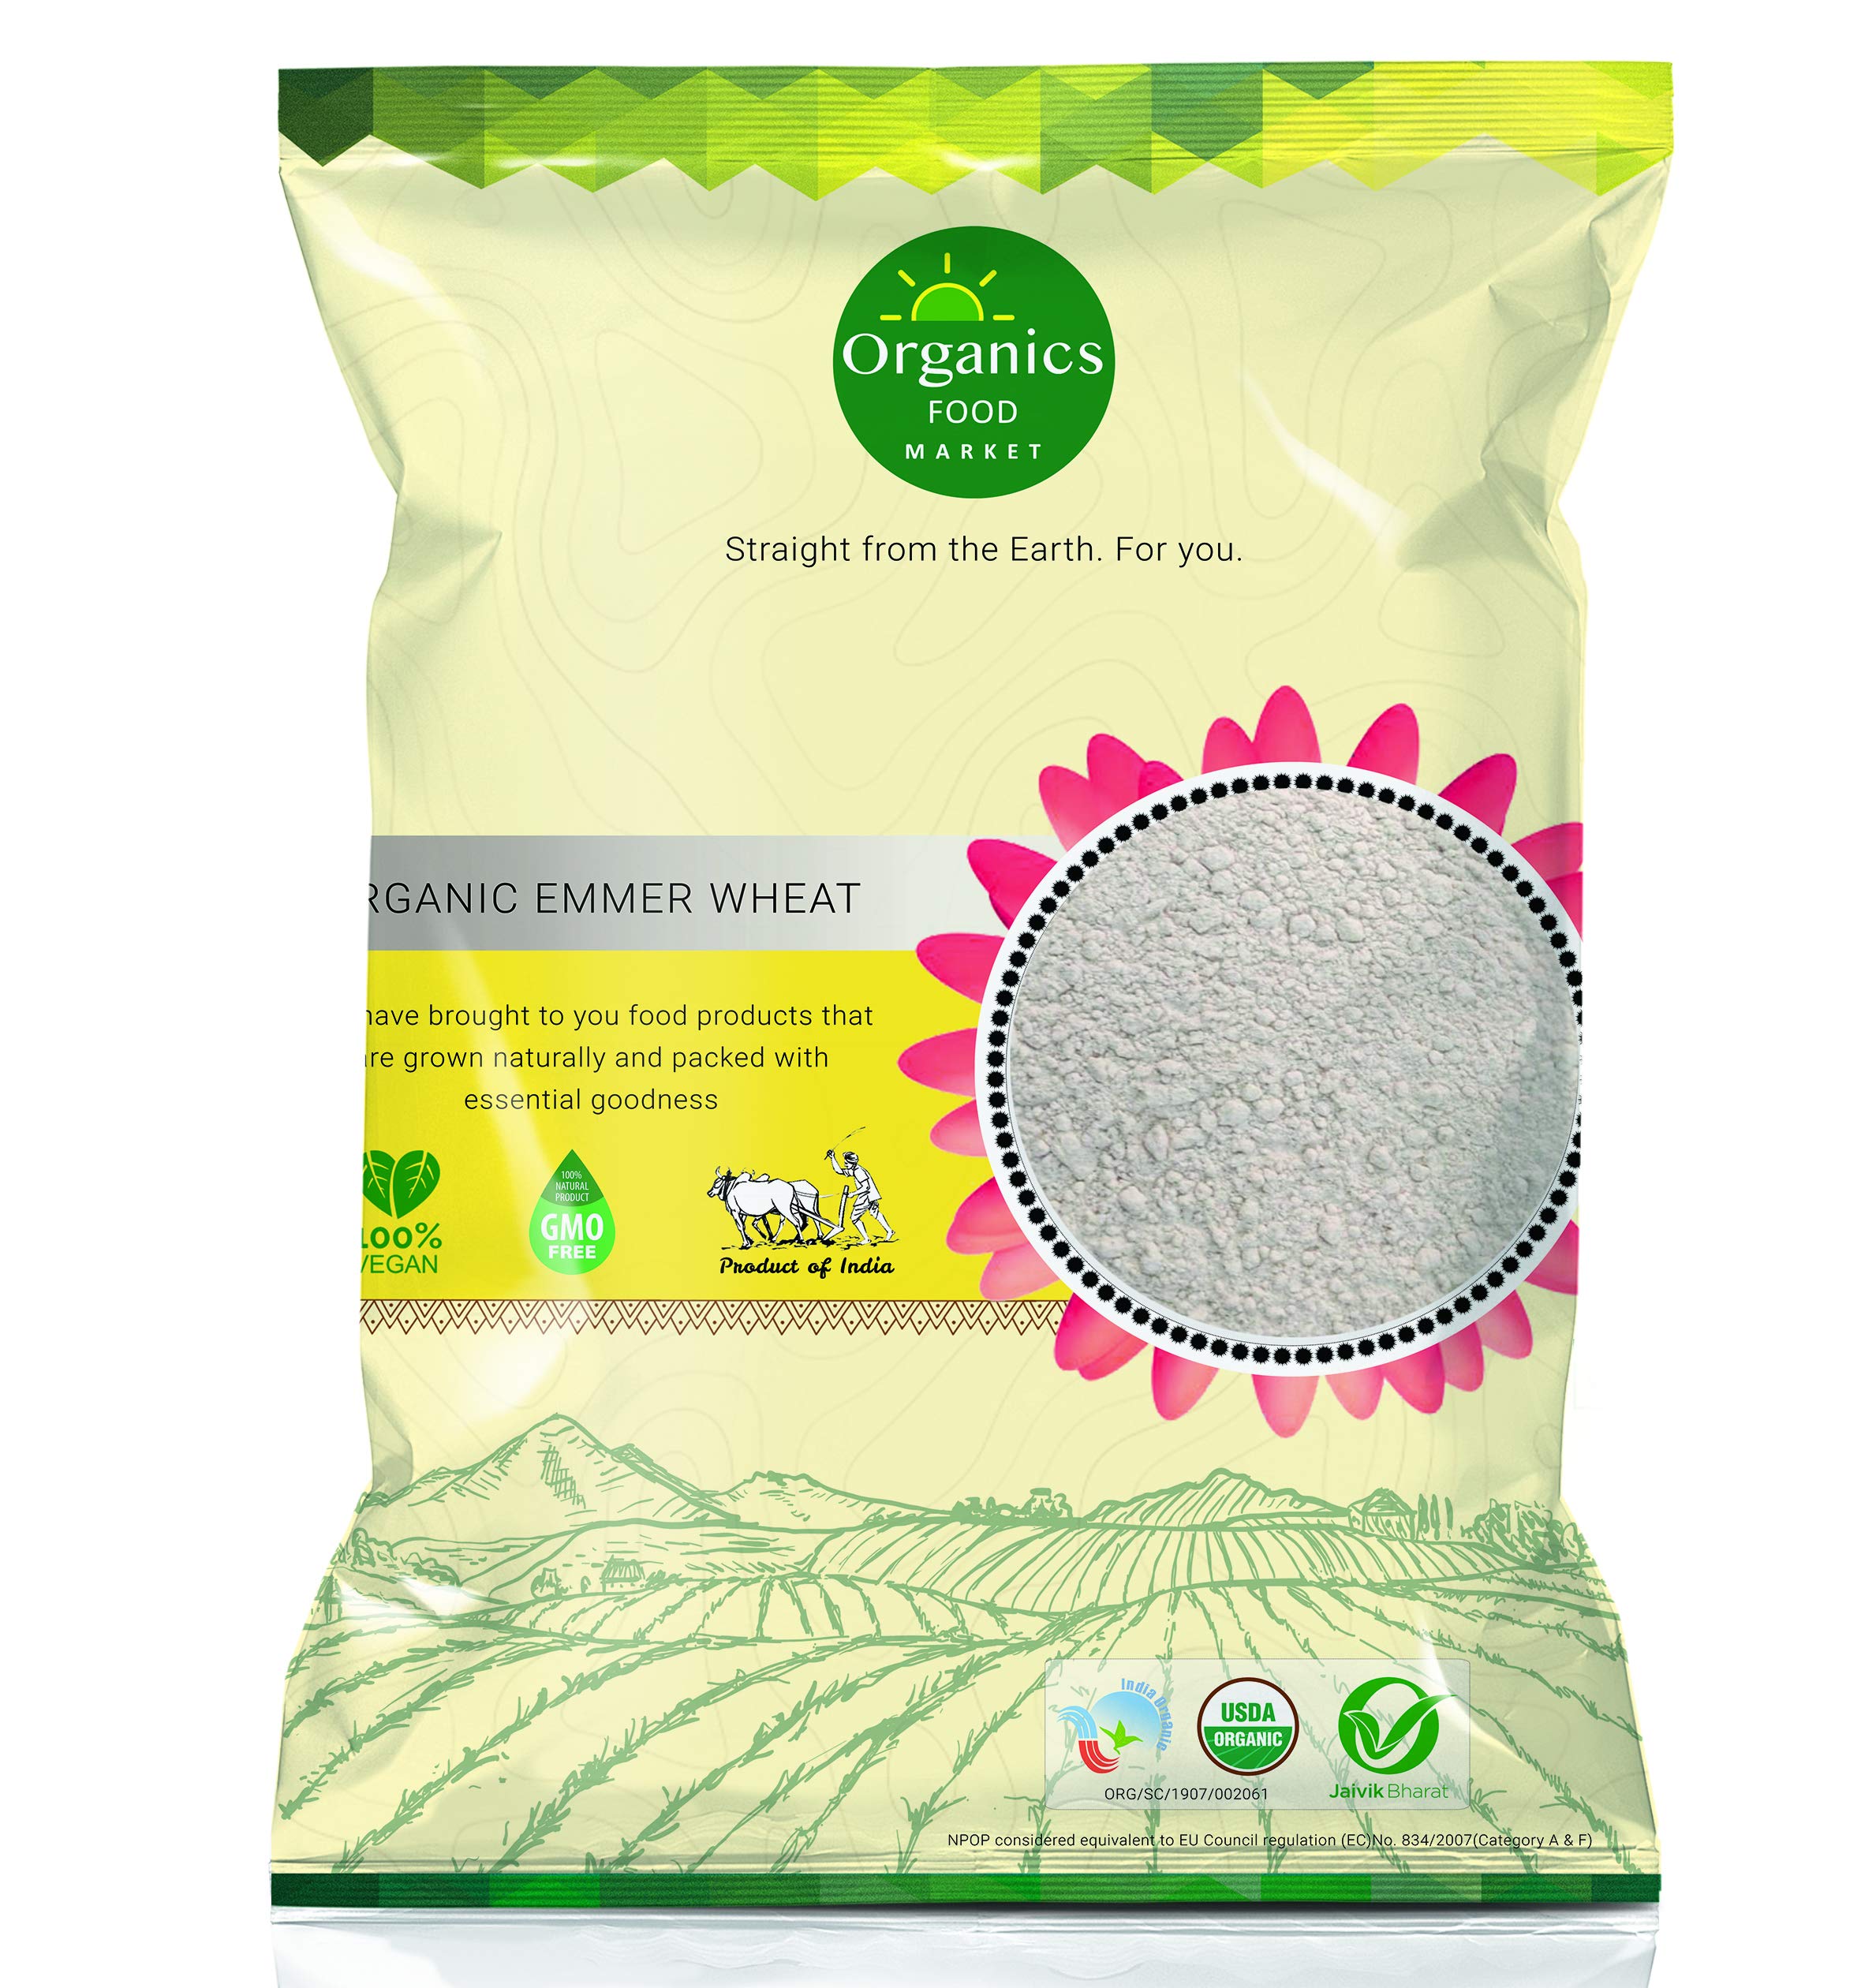 Organics
FOOD
MARKET
Straight from the Earth. For you.
RGANIC EMMER WHEAT
have brought to you food products that
are grown naturally and packed with
essential goodness
100%
VEGAN
100%
NATURAL
PRODUCT
GMO
FREE
Product of India
India Organic
USDA
ORGANIC
ORG/SC/1907/002061
Jaivik Bharat
NPOP considered equivalent to EU Council regulation (EC)No. 834/2007(Category A & F)